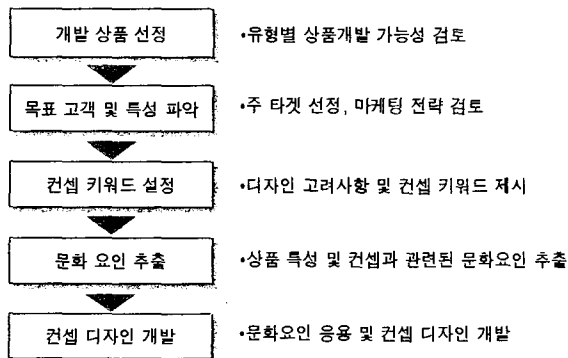 개발 상품 선정
•유형별 상품개발 가능성 검토
목표 고객 및 특성 파악
•주 타겟 선정, 마케팅 전략 검토
컨셉 키워드 설정
•디자인 고려사항 및 컨셉 키워드 제시
문화 요인 추출
•상품 특성 및 컨셉과 관련된 문화요인 추출
컨셉 디자인 개발
•문화요인 응용 및 컨셉 디자인 개발